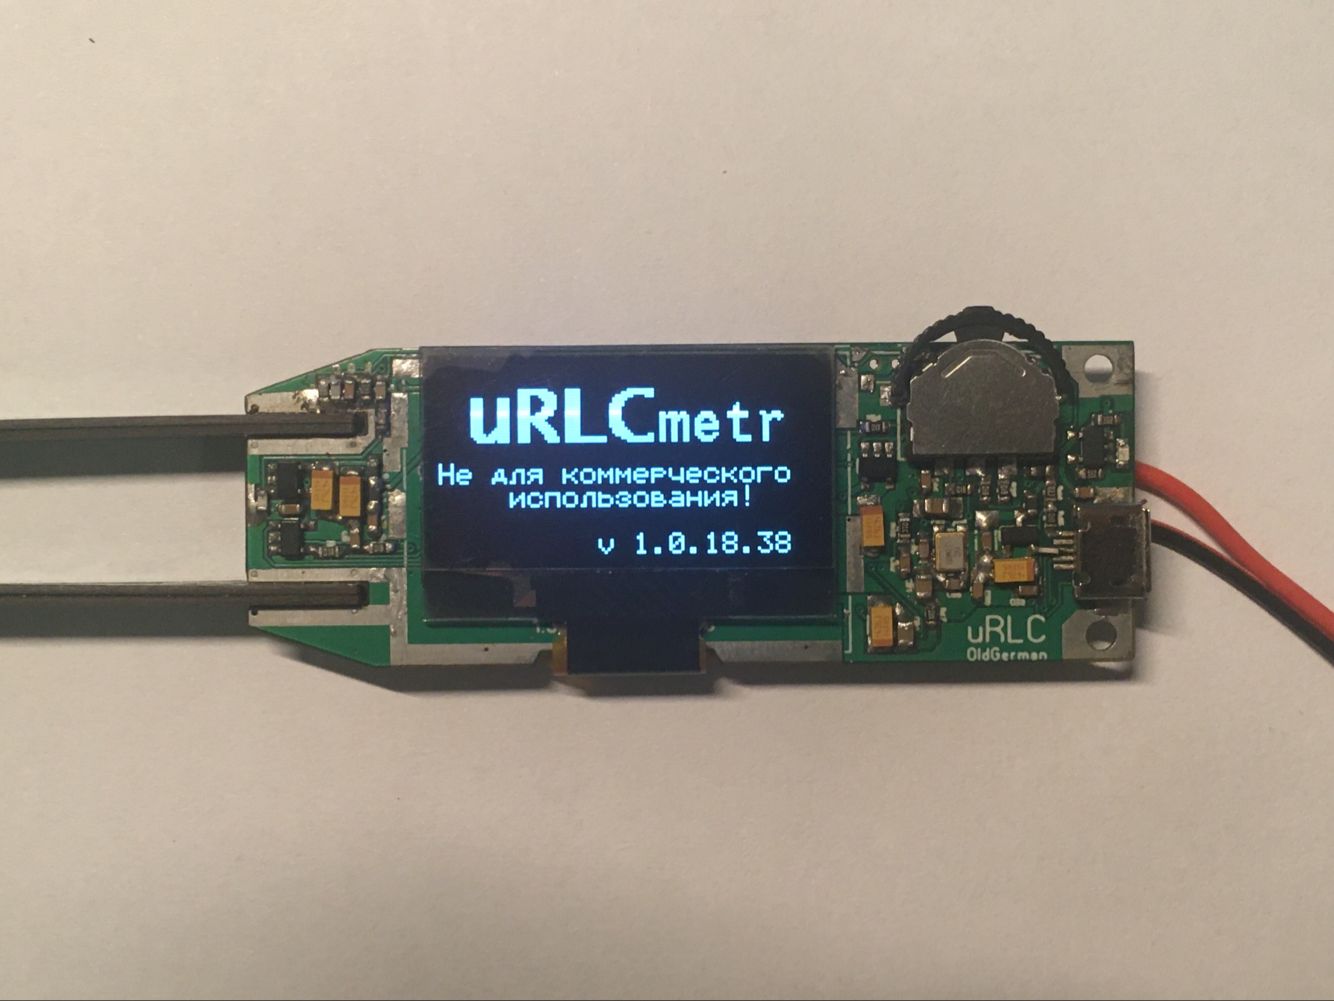 uRLCmetr
Не для коммерческого
использования!
v 1.0.18.38
uRLC
OldGerman